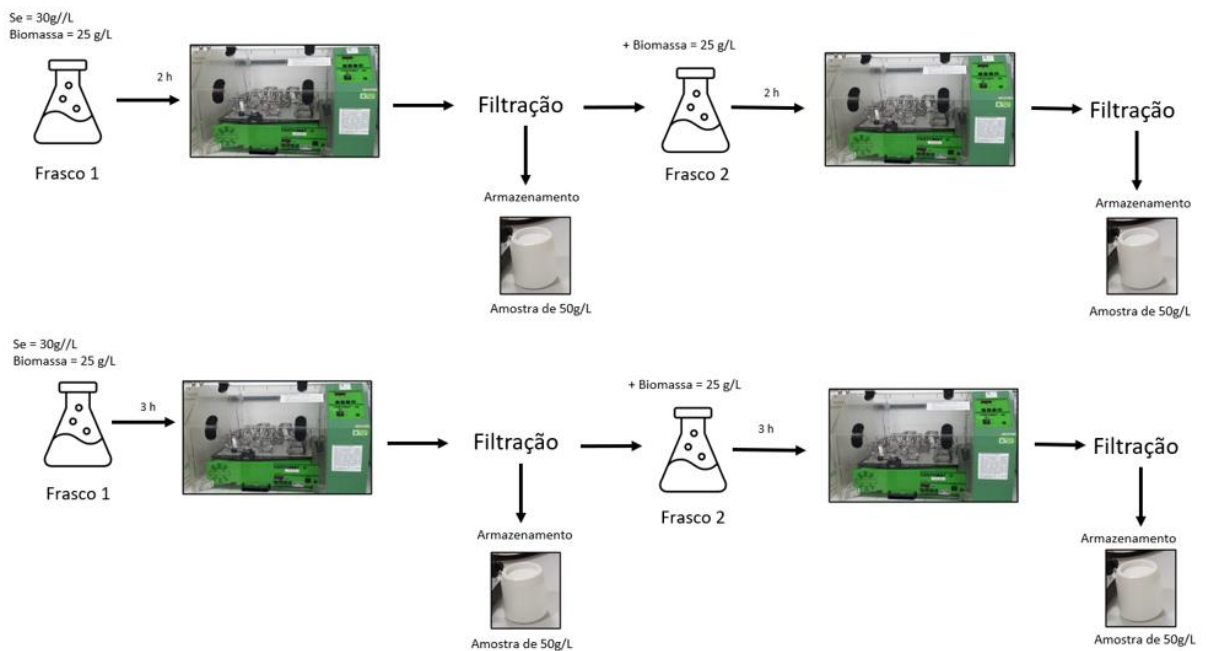 Se = 30g//L
Biomassa = 25 g/L
2 h
Frasco 1
Filtração
Armazenamento
Amostra de 50g/L
+ Biomassa = 25 g/L
2 h
Frasco 2
Filtração
Armazenamento
Amostra de 50g/L
Se = 30g//L
Biomassa = 25 g/L
3 h
Frasco 1
Filtração
Armazenamento
Amostra de 50g/L
+ Biomassa = 25 g/L
3 h
Frasco 2
Filtração
Armazenamento
Amostra de 50g/L